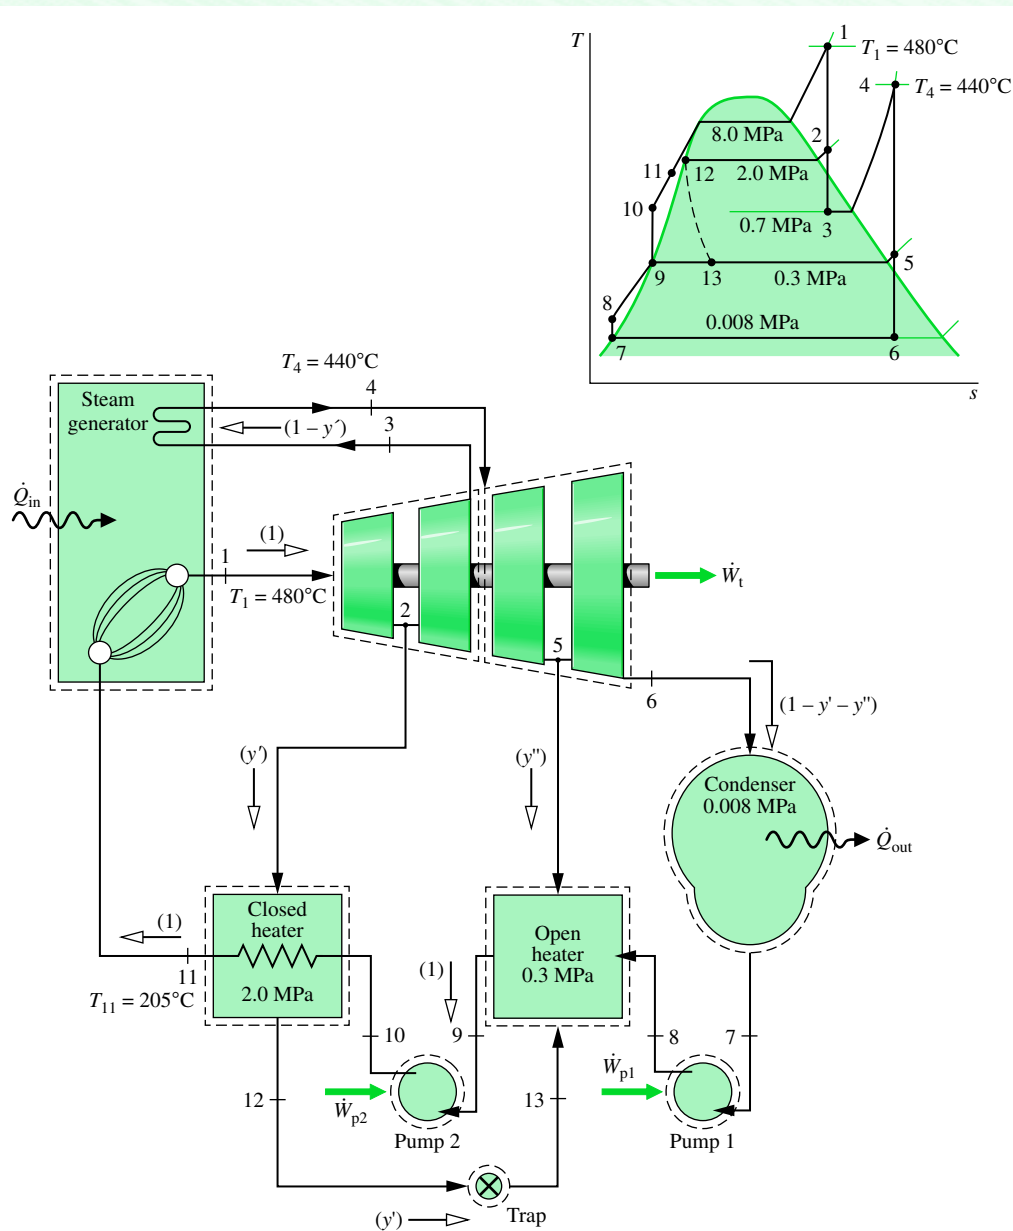 T
1
T1 = 480°C
4
T4 = 440°C
8.0 MPa
2
11
12
2.0 MPa
10
0.7 MPa
3
9
13
0.3 MPa
5
8
0.008 MPa
7
6
s
T4 = 440°C
4
Steam
generator
(1 – y´)
3
Q̇in
(1)
1
T1 = 480°C
Ẇt
2
5
6
(1 – y' – y")
(y')
(y")
Condenser
0.008 MPa
Q̇out
Closed
heater
2.0 MPa
(1)
11
T11 = 205°C
Open
heater
0.3 MPa
(1)
10
9
8
7
12
Ẇp2
Pump 2
13
Ẇp1
Pump 1
Trap
(y')